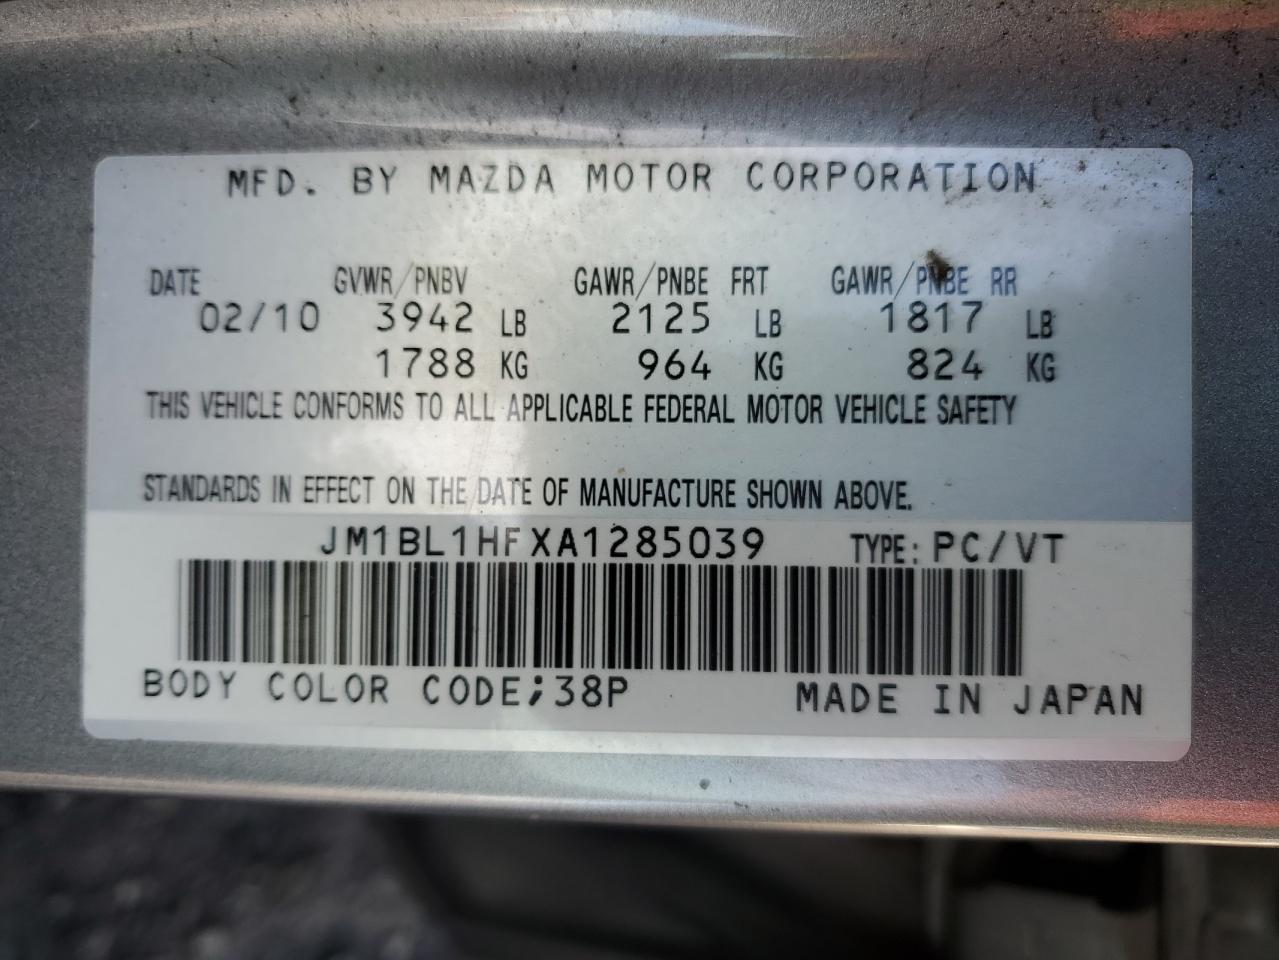 MFD. BY MAZDA MOTOR CORPORATION
DATE GVWR/PNBV GAWR/PNBE FRT GAWR/PNBE RR
02/10 3942 LB 2125 LB 1817 LB
1788 KG 964 KG 824 KG
THIS VEHICLE CONFORMS TO ALL APPLICABLE FEDERAL MOTOR VEHICLE SAFETY
STANDARDS IN EFFECT ON THE DATE OF MANUFACTURE SHOWN ABOVE.
JM1BL1HFXA1285039 TYPE: PC/VT
BODY COLOR CODE;38P MADE IN JAPAN